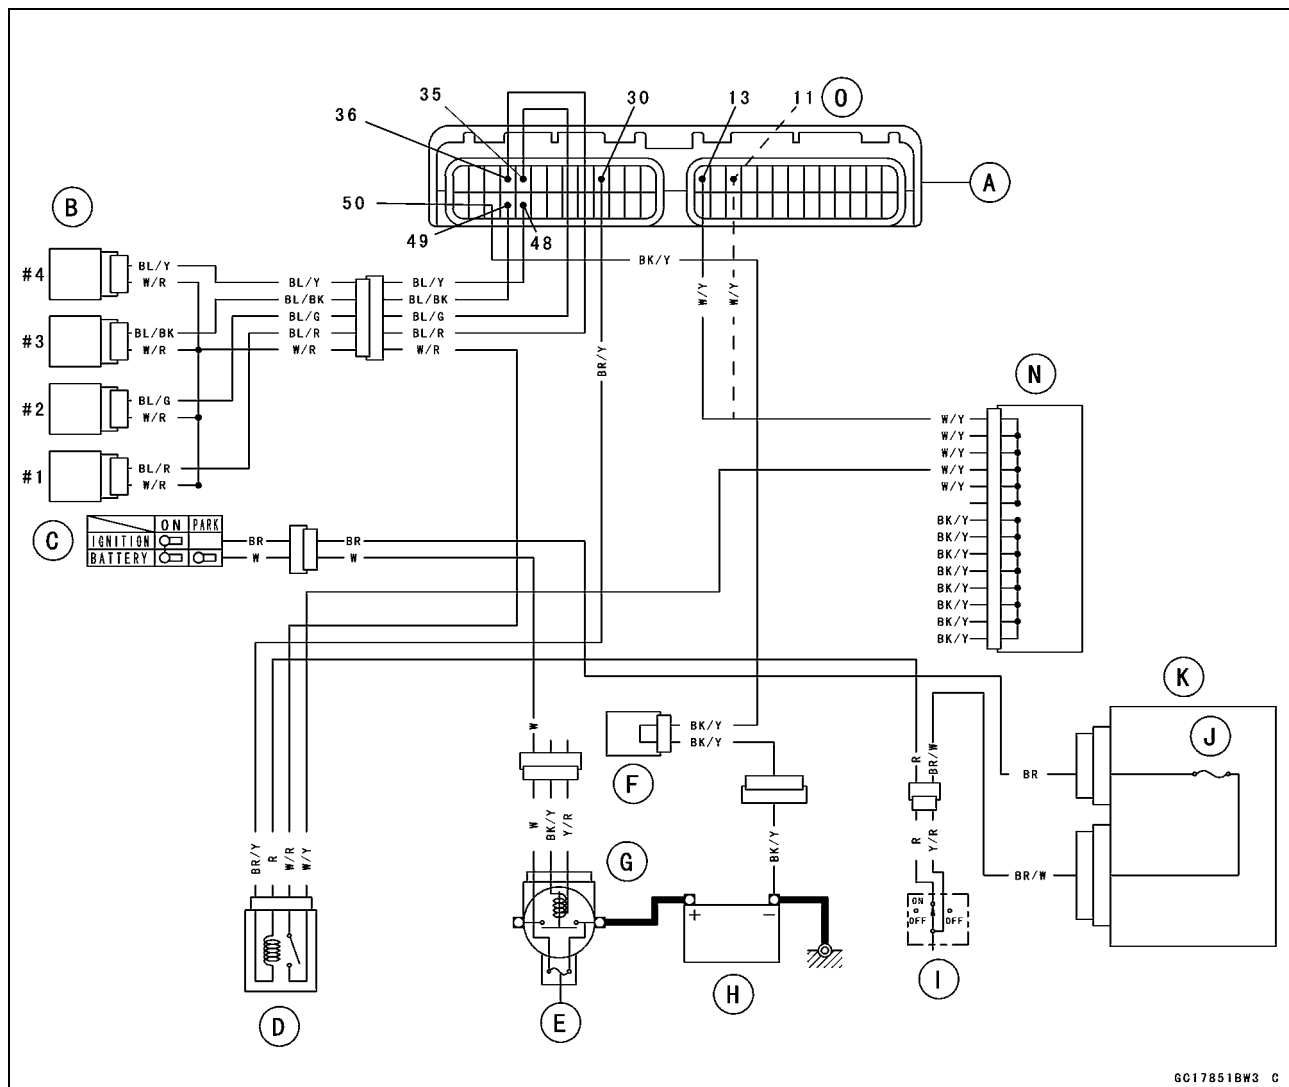 35
30
13
11
O
36
A
B
50
49
48
BK/Y
#4
BL/Y
W/R
BL/Y
BL/Y
BL/BK
BL/BK
W/Y
W/Y
#3
BL/BK
W/R
BL/G
BL/G
BL/R
BL/R
W/R
W/R
BR/Y
N
#2
BL/G
W/R
W/Y
W/Y
W/Y
W/Y
W/Y
#1
BL/R
W/R
C
ON PARK
IGNITION
BATTERY
BR
W
BR
W
BK/Y
BK/Y
BK/Y
BK/Y
BK/Y
BK/Y
BK/Y
BK/Y
K
W
BK/Y
BK/Y
F
R
BR/W
J
BR
BR/Y
R
W/R
W/Y
W
BK/Y
Y/R
G
BK/Y
R
Y/R
BR/W
+
−
ON
OFF
OFF
D
E
H
I
GC17851BW3 C